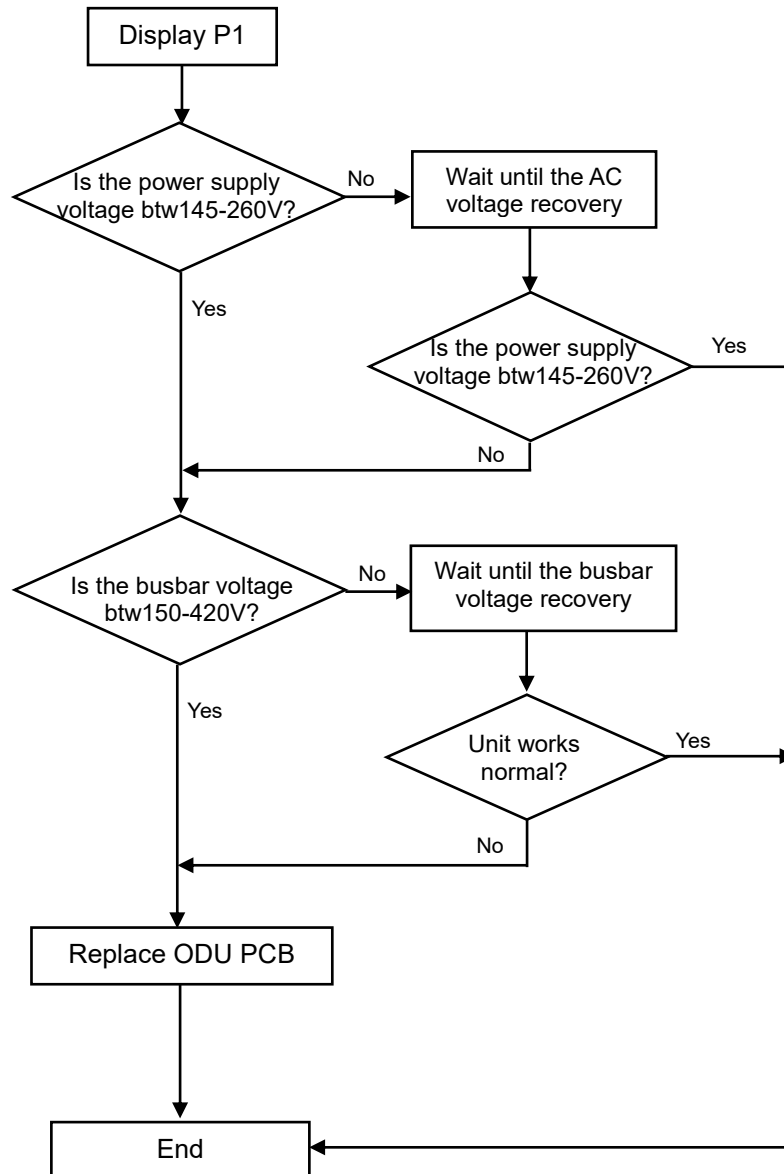 Display P1
Is the power supply
voltage btw145-260V?
No
Wait until the AC
voltage recovery
Yes
Is the power supply
voltage btw145-260V?
Yes
No
Is the busbar voltage
btw150-420V?
No
Wait until the busbar
voltage recovery
Yes
Unit works
normal?
Yes
No
Replace ODU PCB
End